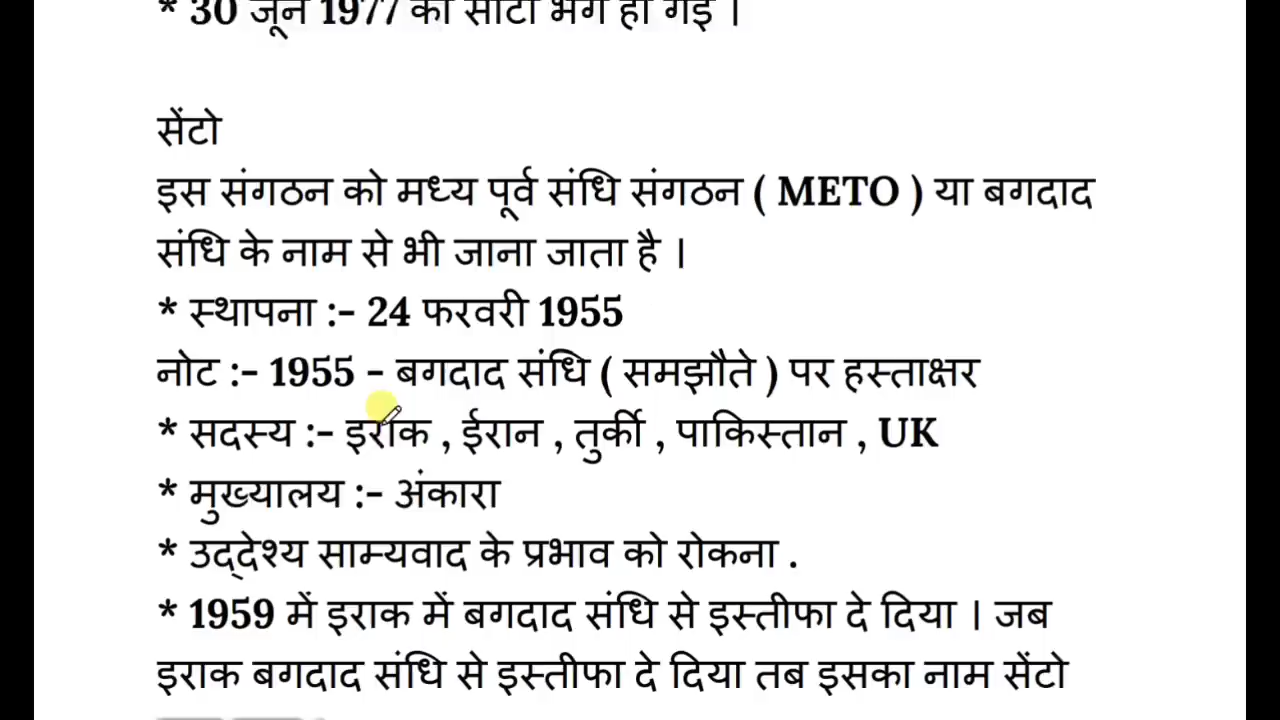 * 30 जून 1977 को सीटो भंग हो गई ।
सेंटो
इस संगठन को मध्य पूर्व संधि संगठन ( METO ) या बगदाद
संधि के नाम से भी जाना जाता है ।
* स्थापना :- 24 फरवरी 1955
नोट :- 1955 - बगदाद संधि ( समझौते ) पर हस्ताक्षर
* सदस्य :- इराक , ईरान , तुर्की , पाकिस्तान , UK
* मुख्यालय :- अंकारा
* उद्देश्य साम्यवाद के प्रभाव को रोकना .
* 1959 में इराक में बगदाद संधि से इस्तीफा दे दिया । जब
इराक बगदाद संधि से इस्तीफा दे दिया तब इसका नाम सेंटो